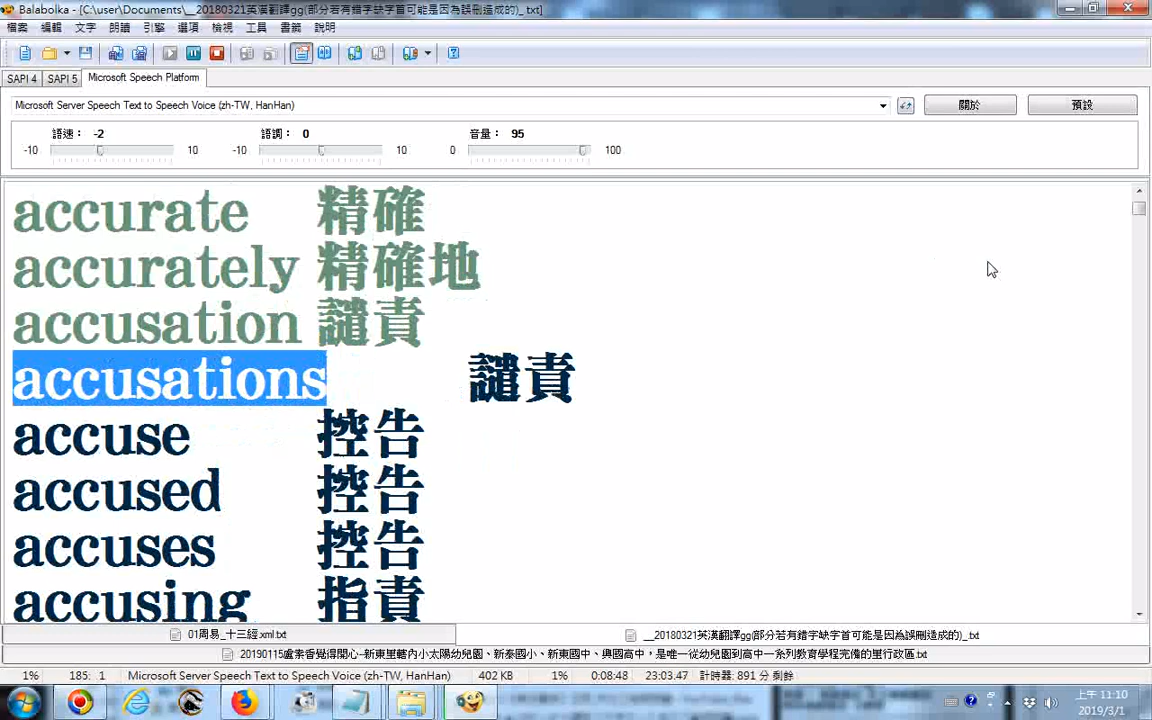 Balabolka - [C:\user\Documents\__20180321英漢翻譯gg(部分若有錯字缺字首可能是因為誤刪造成的)_.txt]
檔案 編輯 文字 朗讀 引擎 選項 檢視 工具 書籤 說明
SAPI 4 SAPI 5 Microsoft Speech Platform
Microsoft Server Speech Text to Speech Voice (zh-TW, HanHan) 關於 預設
語速： -2 語調： 0 音量： 95
-10 10 -10 10 0 100
accurate 精確
accurately 精確地
accusation 譴責
accusations 譴責
accuse 控告
accused 控告
accuses 控告
accusing 指責
01周易_十三經.xml.txt __20180321英漢翻譯gg(部分若有錯字缺字首可能是因為誤刪造成的)_.txt
20190115盧素香覺得開心-新東里轄內小太陽幼兒園、新泰國小、新東國中、興國高中，是唯一從幼兒園到高中一系列教育學程完備的里行政區.txt
1% 185: 1 Microsoft Server Speech Text to Speech Voice (zh-TW, HanHan) 402 KB 1% 0:08:48 23:03:47 計時器: 891 分 剩餘
上午 11:10
2019/3/1